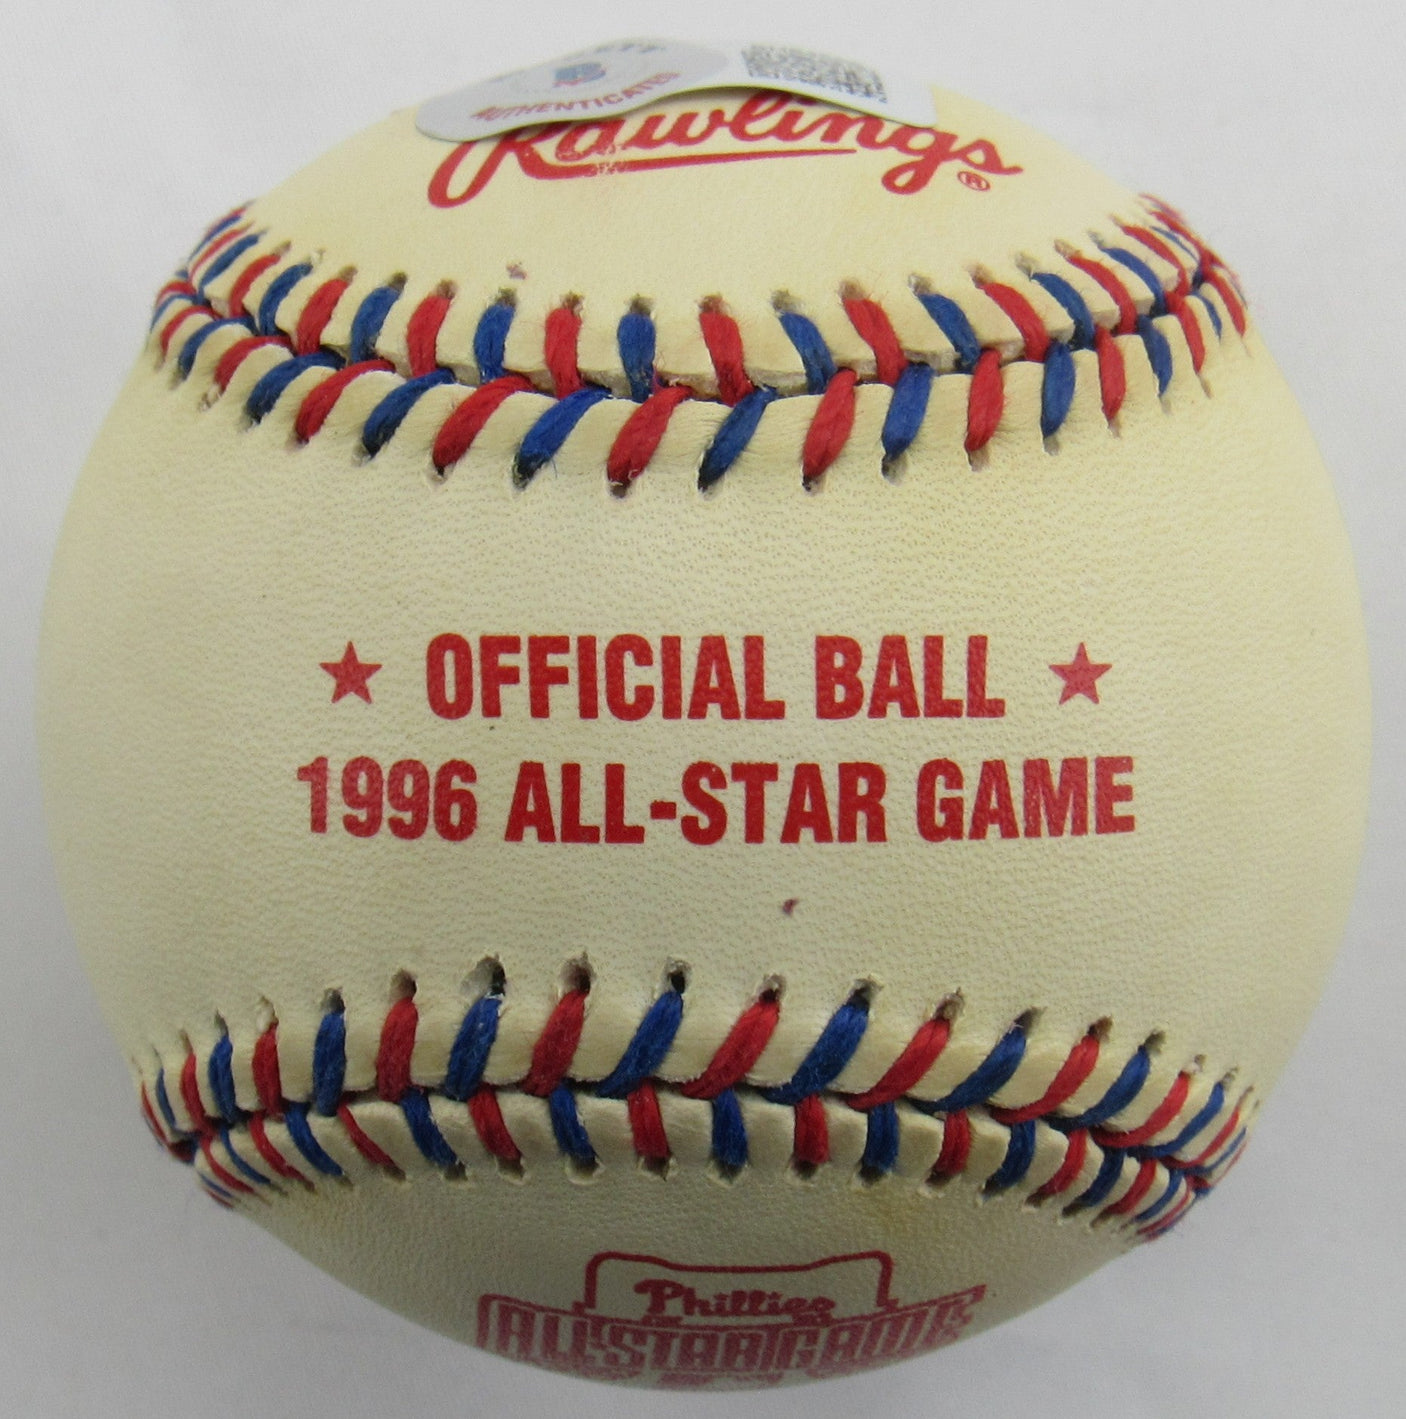 AUTHENTICATED
Rawlings ®
★ OFFICIAL BALL ★
1996 ALL-STAR GAME
Phillies
ALL-STAR GAME